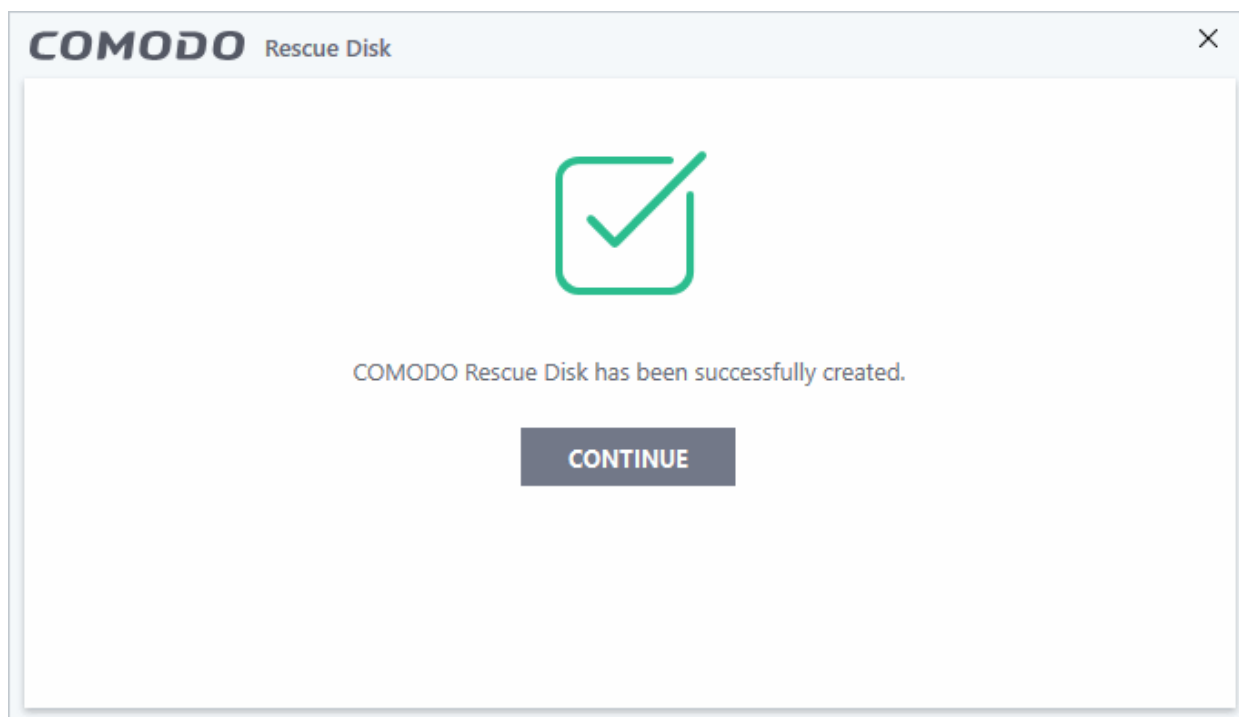 COMODO Rescue Disk
COMODO Rescue Disk has been successfully created.
CONTINUE